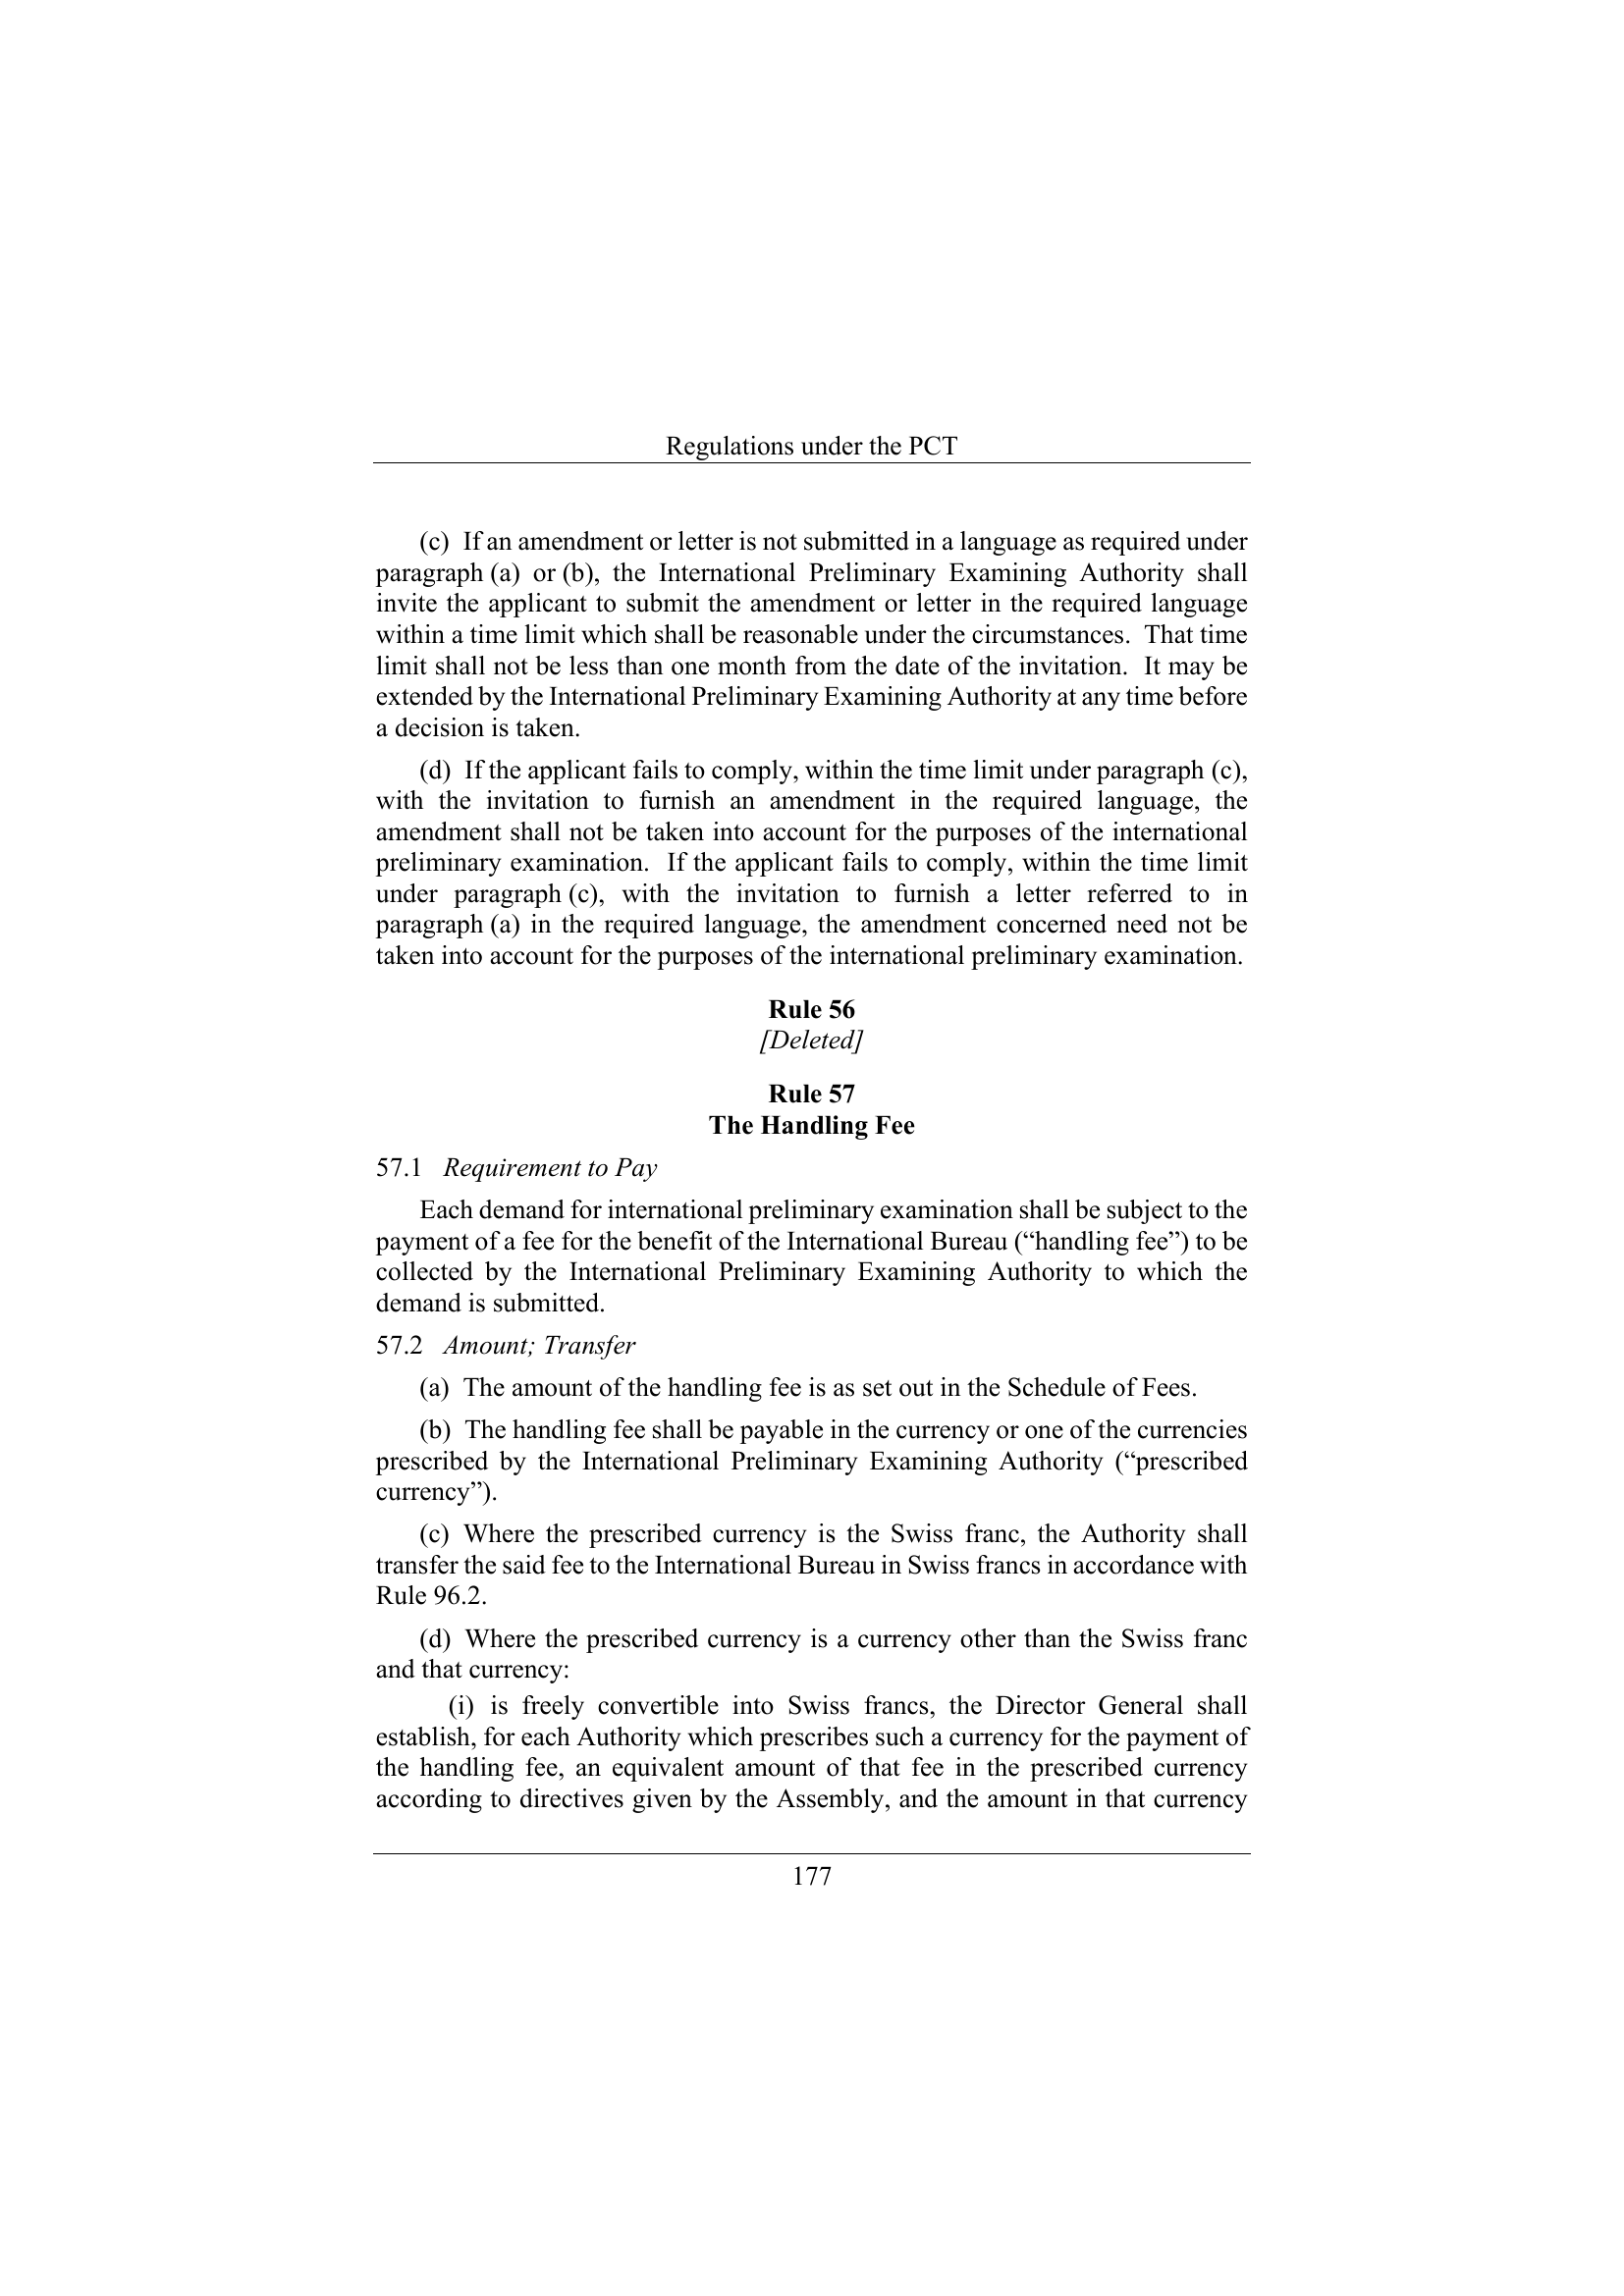 Regulations under the PCT
(c) If an amendment or letter is not submitted in a language as required under
paragraph (a) or (b), the International Preliminary Examining Authority shall
invite the applicant to submit the amendment or letter in the required language
within a time limit which shall be reasonable under the circumstances. That time
limit shall not be less than one month from the date of the invitation. It may be
extended by the International Preliminary Examining Authority at any time before
a decision is taken.
(d) If the applicant fails to comply, within the time limit under paragraph (c),
with the invitation to furnish an amendment in the required language, the
amendment shall not be taken into account for the purposes of the international
preliminary examination. If the applicant fails to comply, within the time limit
under paragraph (c), with the invitation to furnish a letter referred to in
paragraph (a) in the required language, the amendment concerned need not be
taken into account for the purposes of the international preliminary examination.
Rule 56
[Deleted]
Rule 57
The Handling Fee
57.1 Requirement to Pay
Each demand for international preliminary examination shall be subject to the
payment of a fee for the benefit of the International Bureau (“handling fee”) to be
collected by the International Preliminary Examining Authority to which the
demand is submitted.
57.2 Amount; Transfer
(a) The amount of the handling fee is as set out in the Schedule of Fees.
(b) The handling fee shall be payable in the currency or one of the currencies
prescribed by the International Preliminary Examining Authority (“prescribed
currency”).
(c) Where the prescribed currency is the Swiss franc, the Authority shall
transfer the said fee to the International Bureau in Swiss francs in accordance with
Rule 96.2.
(d) Where the prescribed currency is a currency other than the Swiss franc
and that currency:
(i) is freely convertible into Swiss francs, the Director General shall
establish, for each Authority which prescribes such a currency for the payment of
the handling fee, an equivalent amount of that fee in the prescribed currency
according to directives given by the Assembly, and the amount in that currency
177